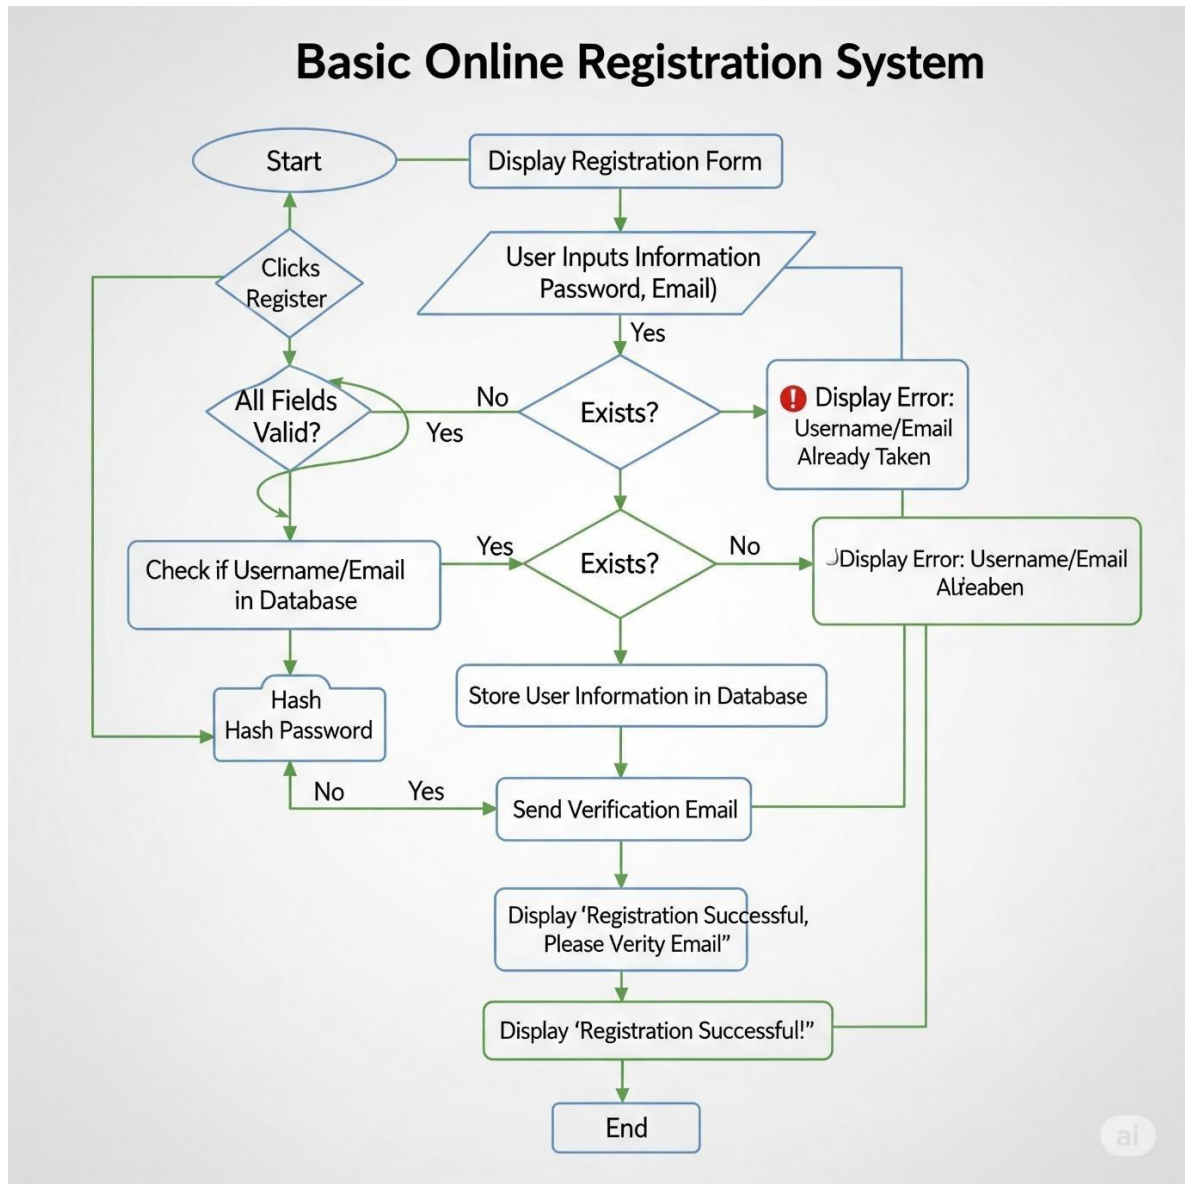 Basic Online Registration System
Start
Display Registration Form
Clicks
Register
User Inputs Information
Password, Email)
Yes
All Fields
Valid?
No
Yes
Exists?
Display Error:
Username/Email
Already Taken
Check if Username/Email
in Database
Yes
Exists?
No
Display Error: Username/Email
Alreaben
Hash
Hash Password
Store User Information in Database
No
Yes
Send Verification Email
Display ‘Registration Successful,
Please Verity Email”
Display ‘Registration Successful!”
End
ai